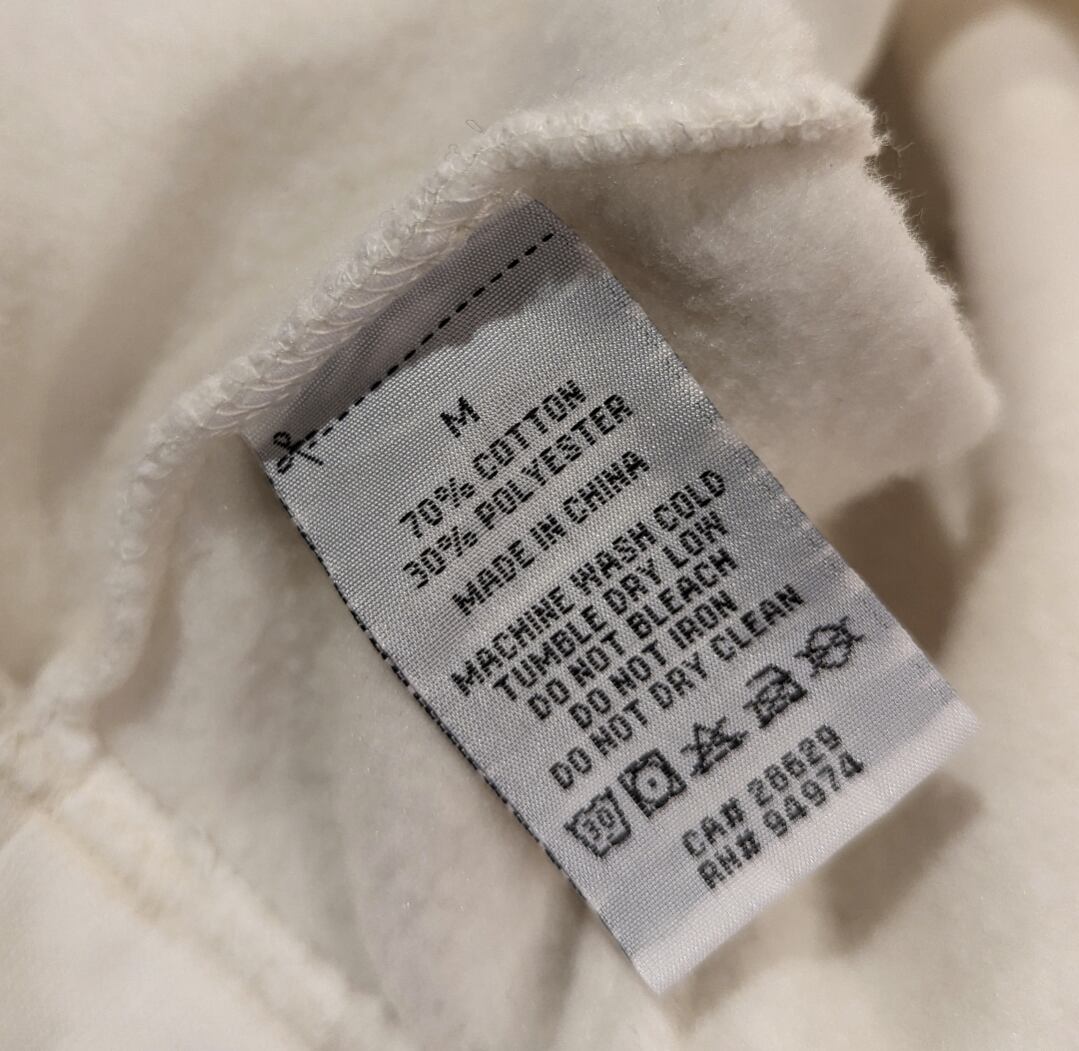 M
70% COTTON
30% POLYESTER
MADE IN CHINA
MACHINE WASH COLD
TUMBLE DRY LOW
DO NOT BLEACH
DO NOT IRON
DO NOT DRY CLEAN
30
CA# 26629
RN# 94974